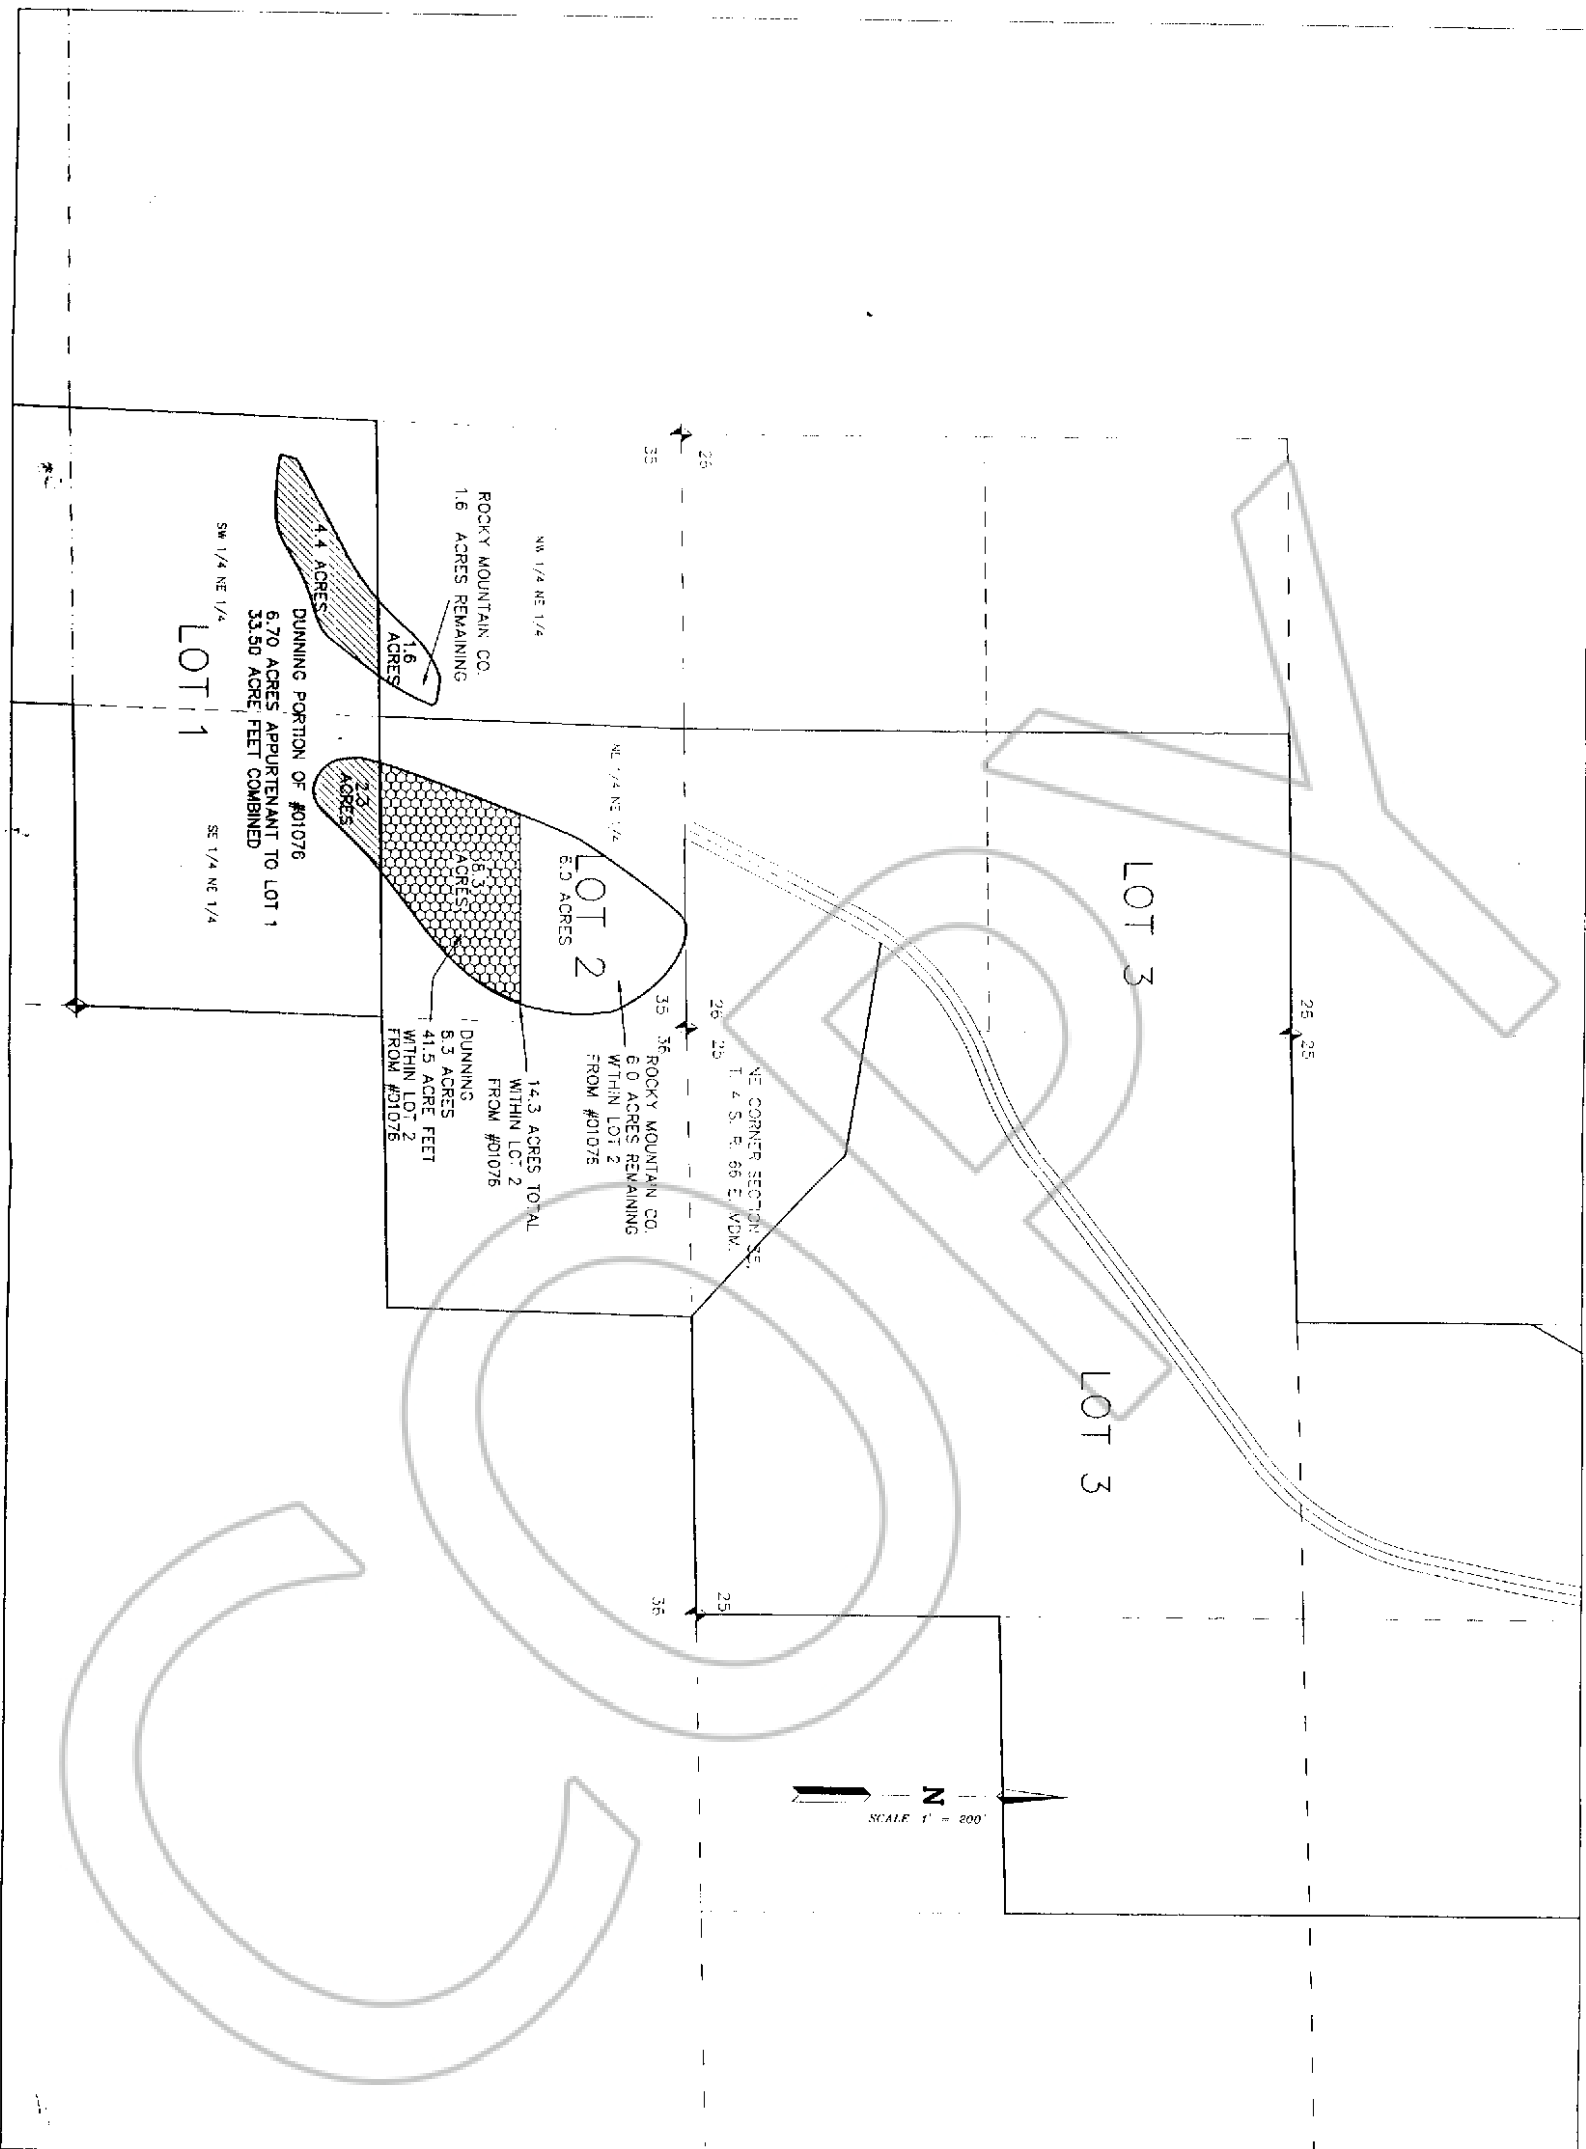 LOT 3
LOT 3
26
25
26
35
26
25
35
36
25
36
NE CORNER SECTION 35,
T. 4 S. R. 66 E. MDM.
NW 1/4 NE 1/4
ROCKY MOUNTAIN CO.
1.6 ACRES REMAINING
1.6
ACRES
4.4 ACRES
NE 1/4 NE 1/4
LOT 2
6.0 ACRES
8.3
ACRES
2.3
ACRES
ROCKY MOUNTAIN CO.
6.0 ACRES REMAINING
WITHIN LOT 2
FROM #01076
14.3 ACRES TOTAL
WITHIN LOT 2
FROM #01076
DUNNING
8.3 ACRES
41.5 ACRE FEET
WITHIN LOT 2
FROM #01076
DUNNING PORTION OF #01076
6.70 ACRES APPURTENANT TO LOT 1
33.50 ACRE FEET COMBINED
SW 1/4 NE 1/4
LOT 1
SE 1/4 NE 1/4
N
SCALE 1" = 200'
COPY